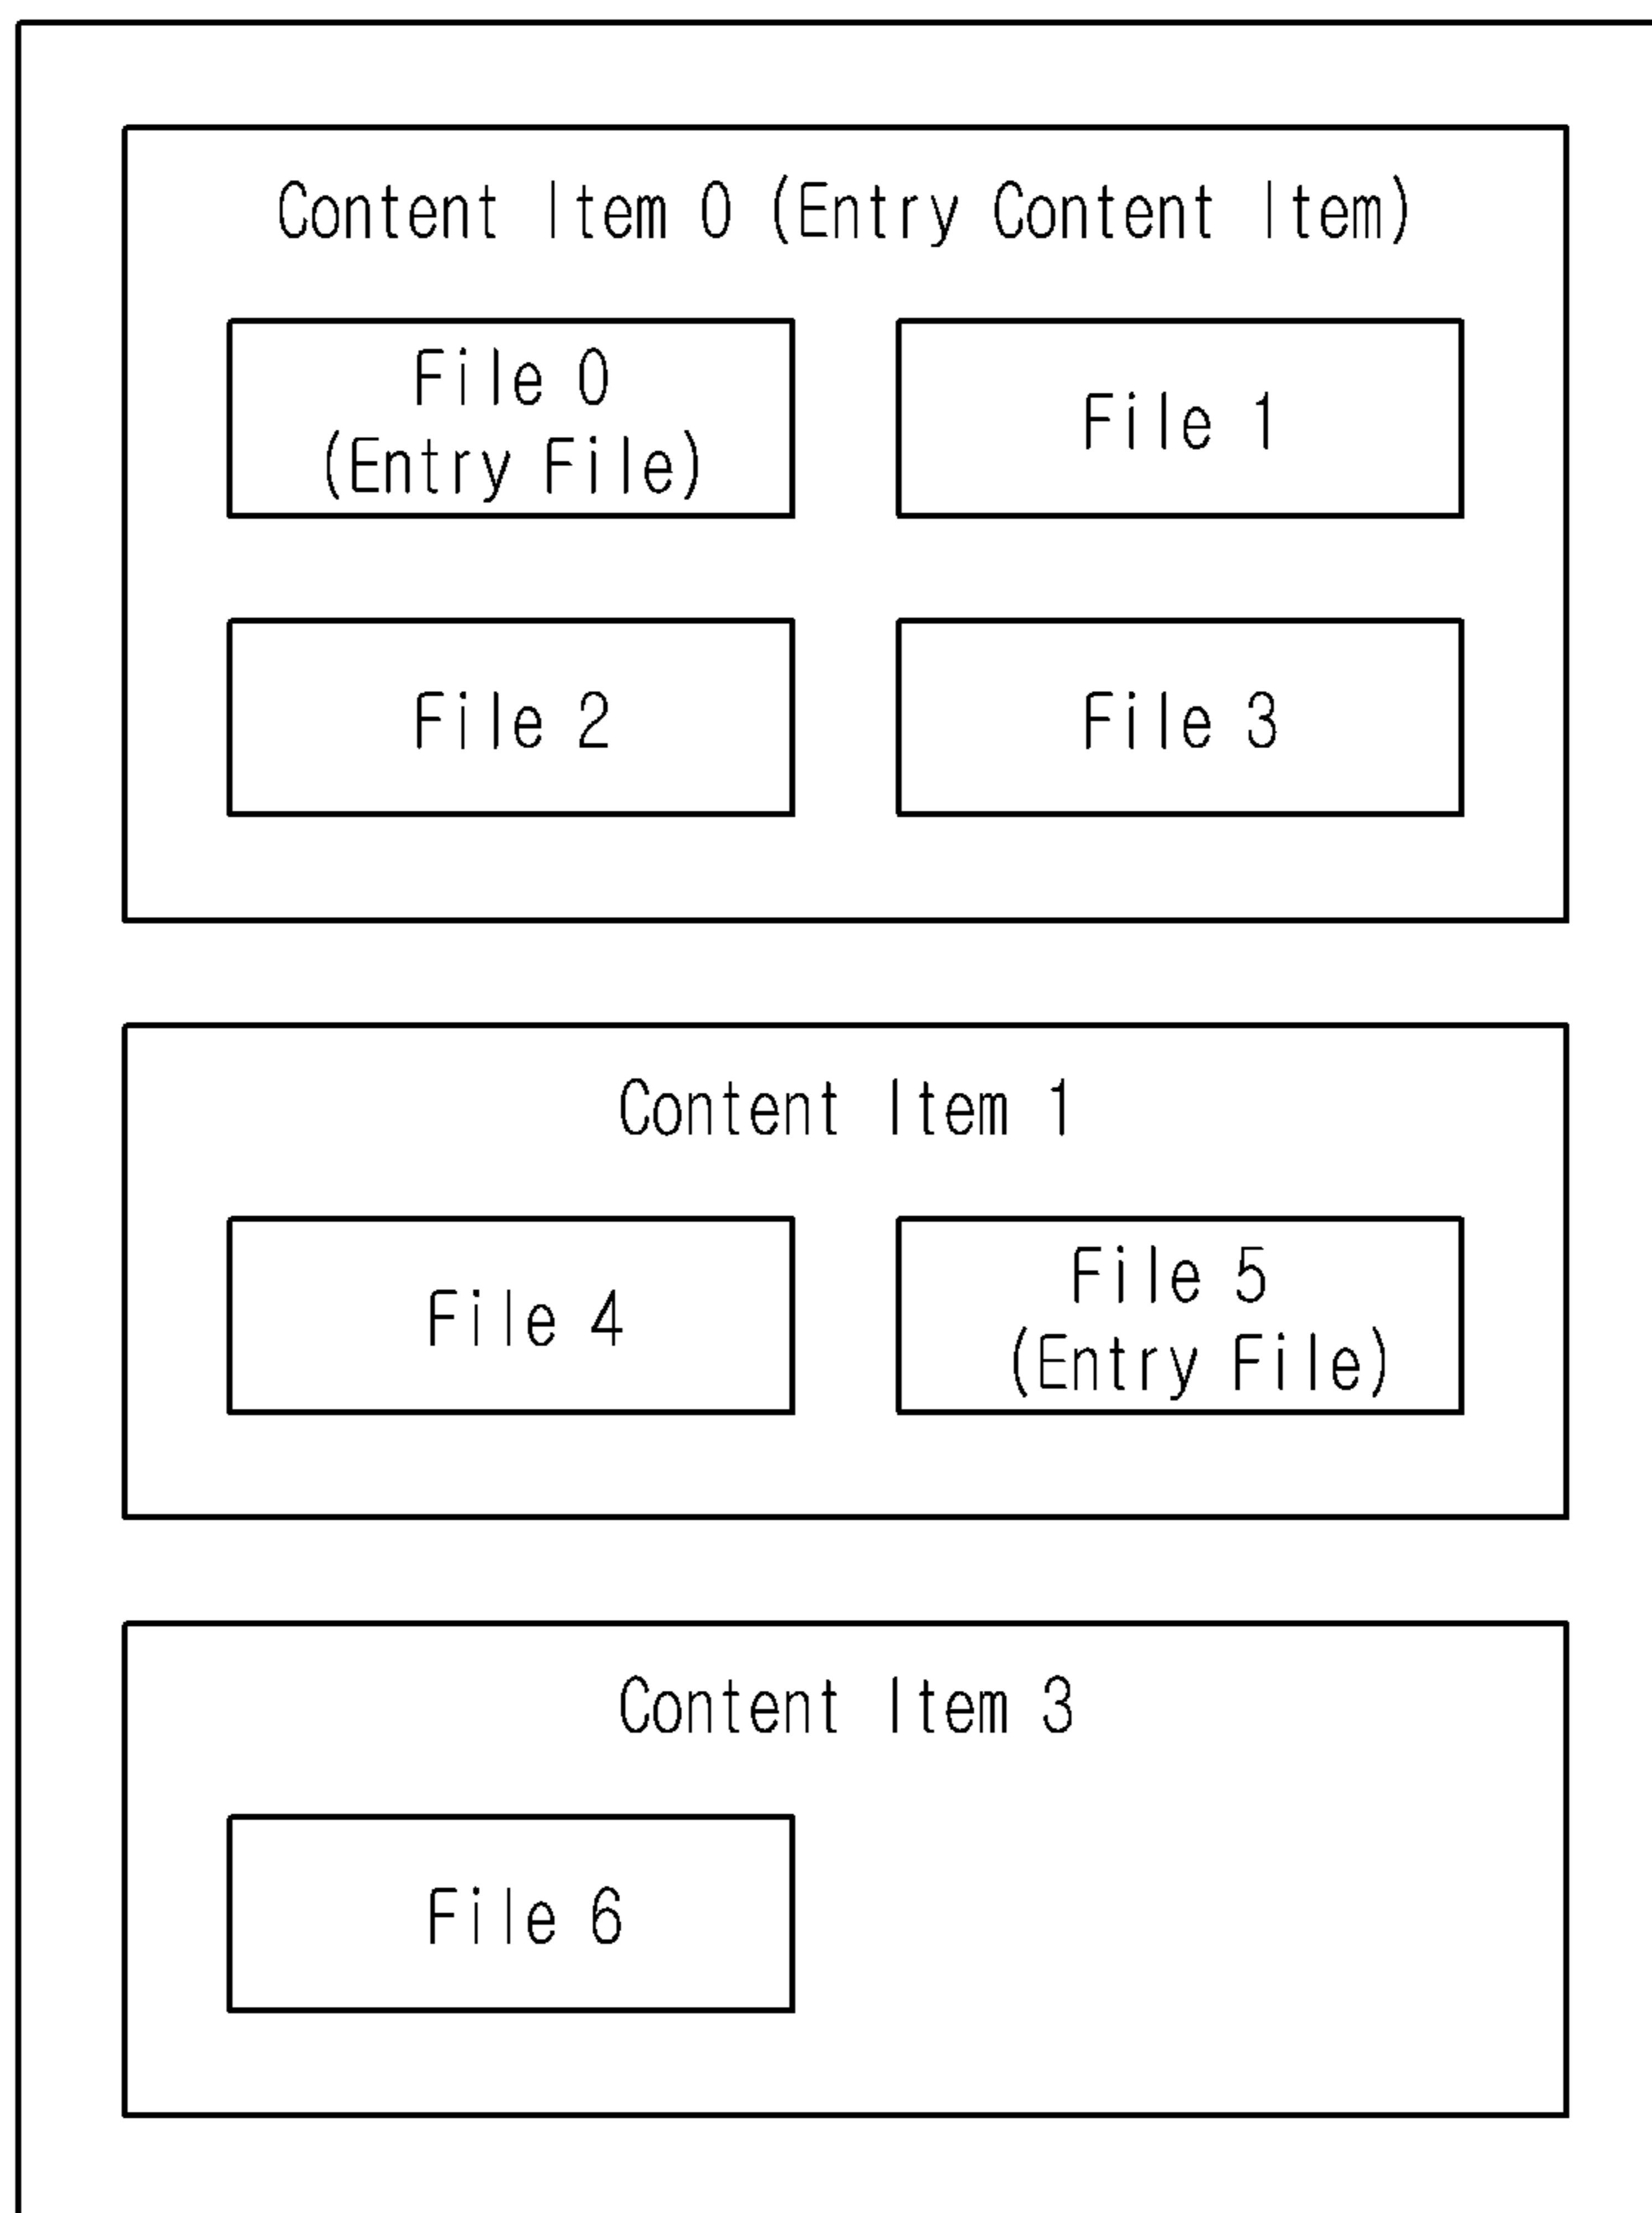 Content Item 0 (Entry Content Item)
File 0
(Entry File)
File 1
File 2
File 3
Content Item 1
File 4
File 5
(Entry File)
Content Item 3
File 6